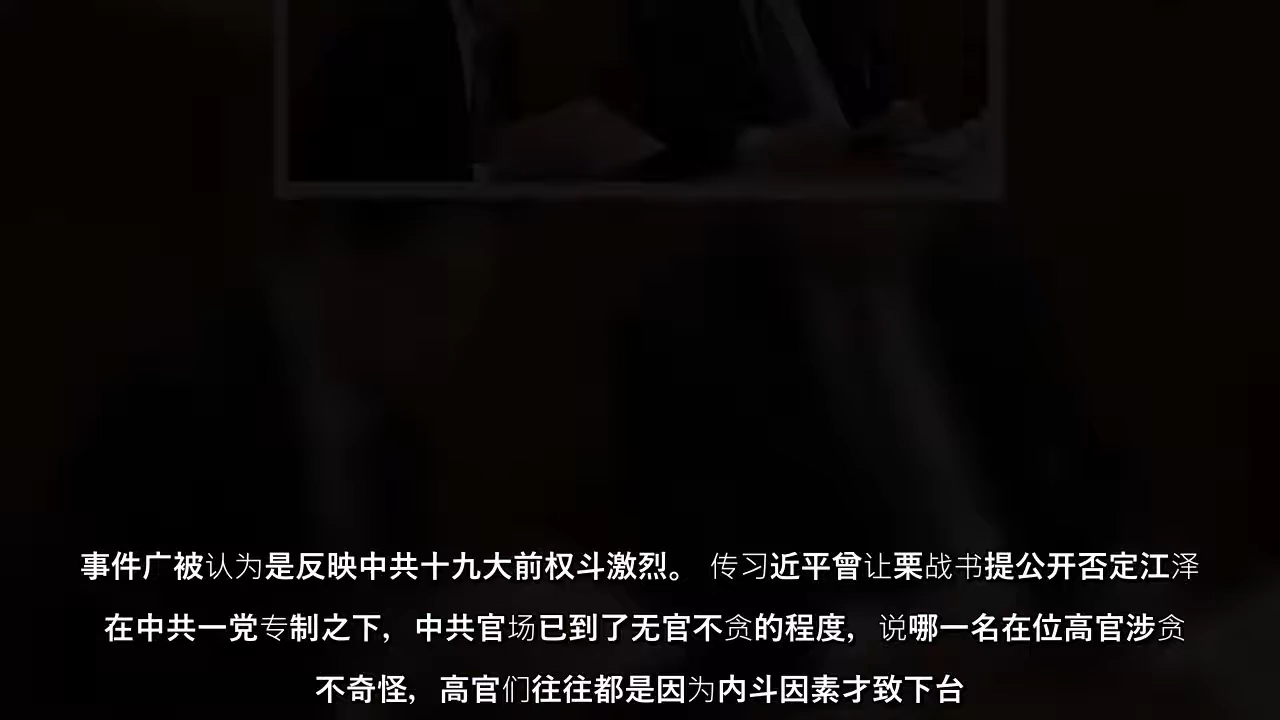 事件广被认为是反映中共十九大前权斗激烈。 传习近平曾让栗战书提公开否定江泽
在中共一党专制之下，中共官场已到了无官不贪的程度，说哪一名在位高官涉贪
不奇怪，高官们往往都是因为内斗因素才致下台